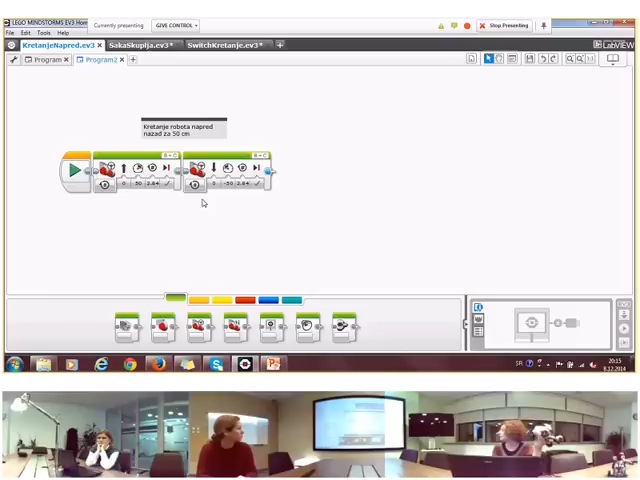 LEGO MINDSTORMS EV3 Hom
Currently presenting
GIVE CONTROL
Stop Presenting
File Edit Tools Help
KretanjeNapred.ev3 × SakaSkuplja.ev3* SwitchKretanje.ev3* +
LabVIEW
Program Program2 × +
Kretanje robota napred
nazad za 50 cm
B + C B + C
0 50 2.84 0 -50 2.84
SR
20:15
8.12.2014